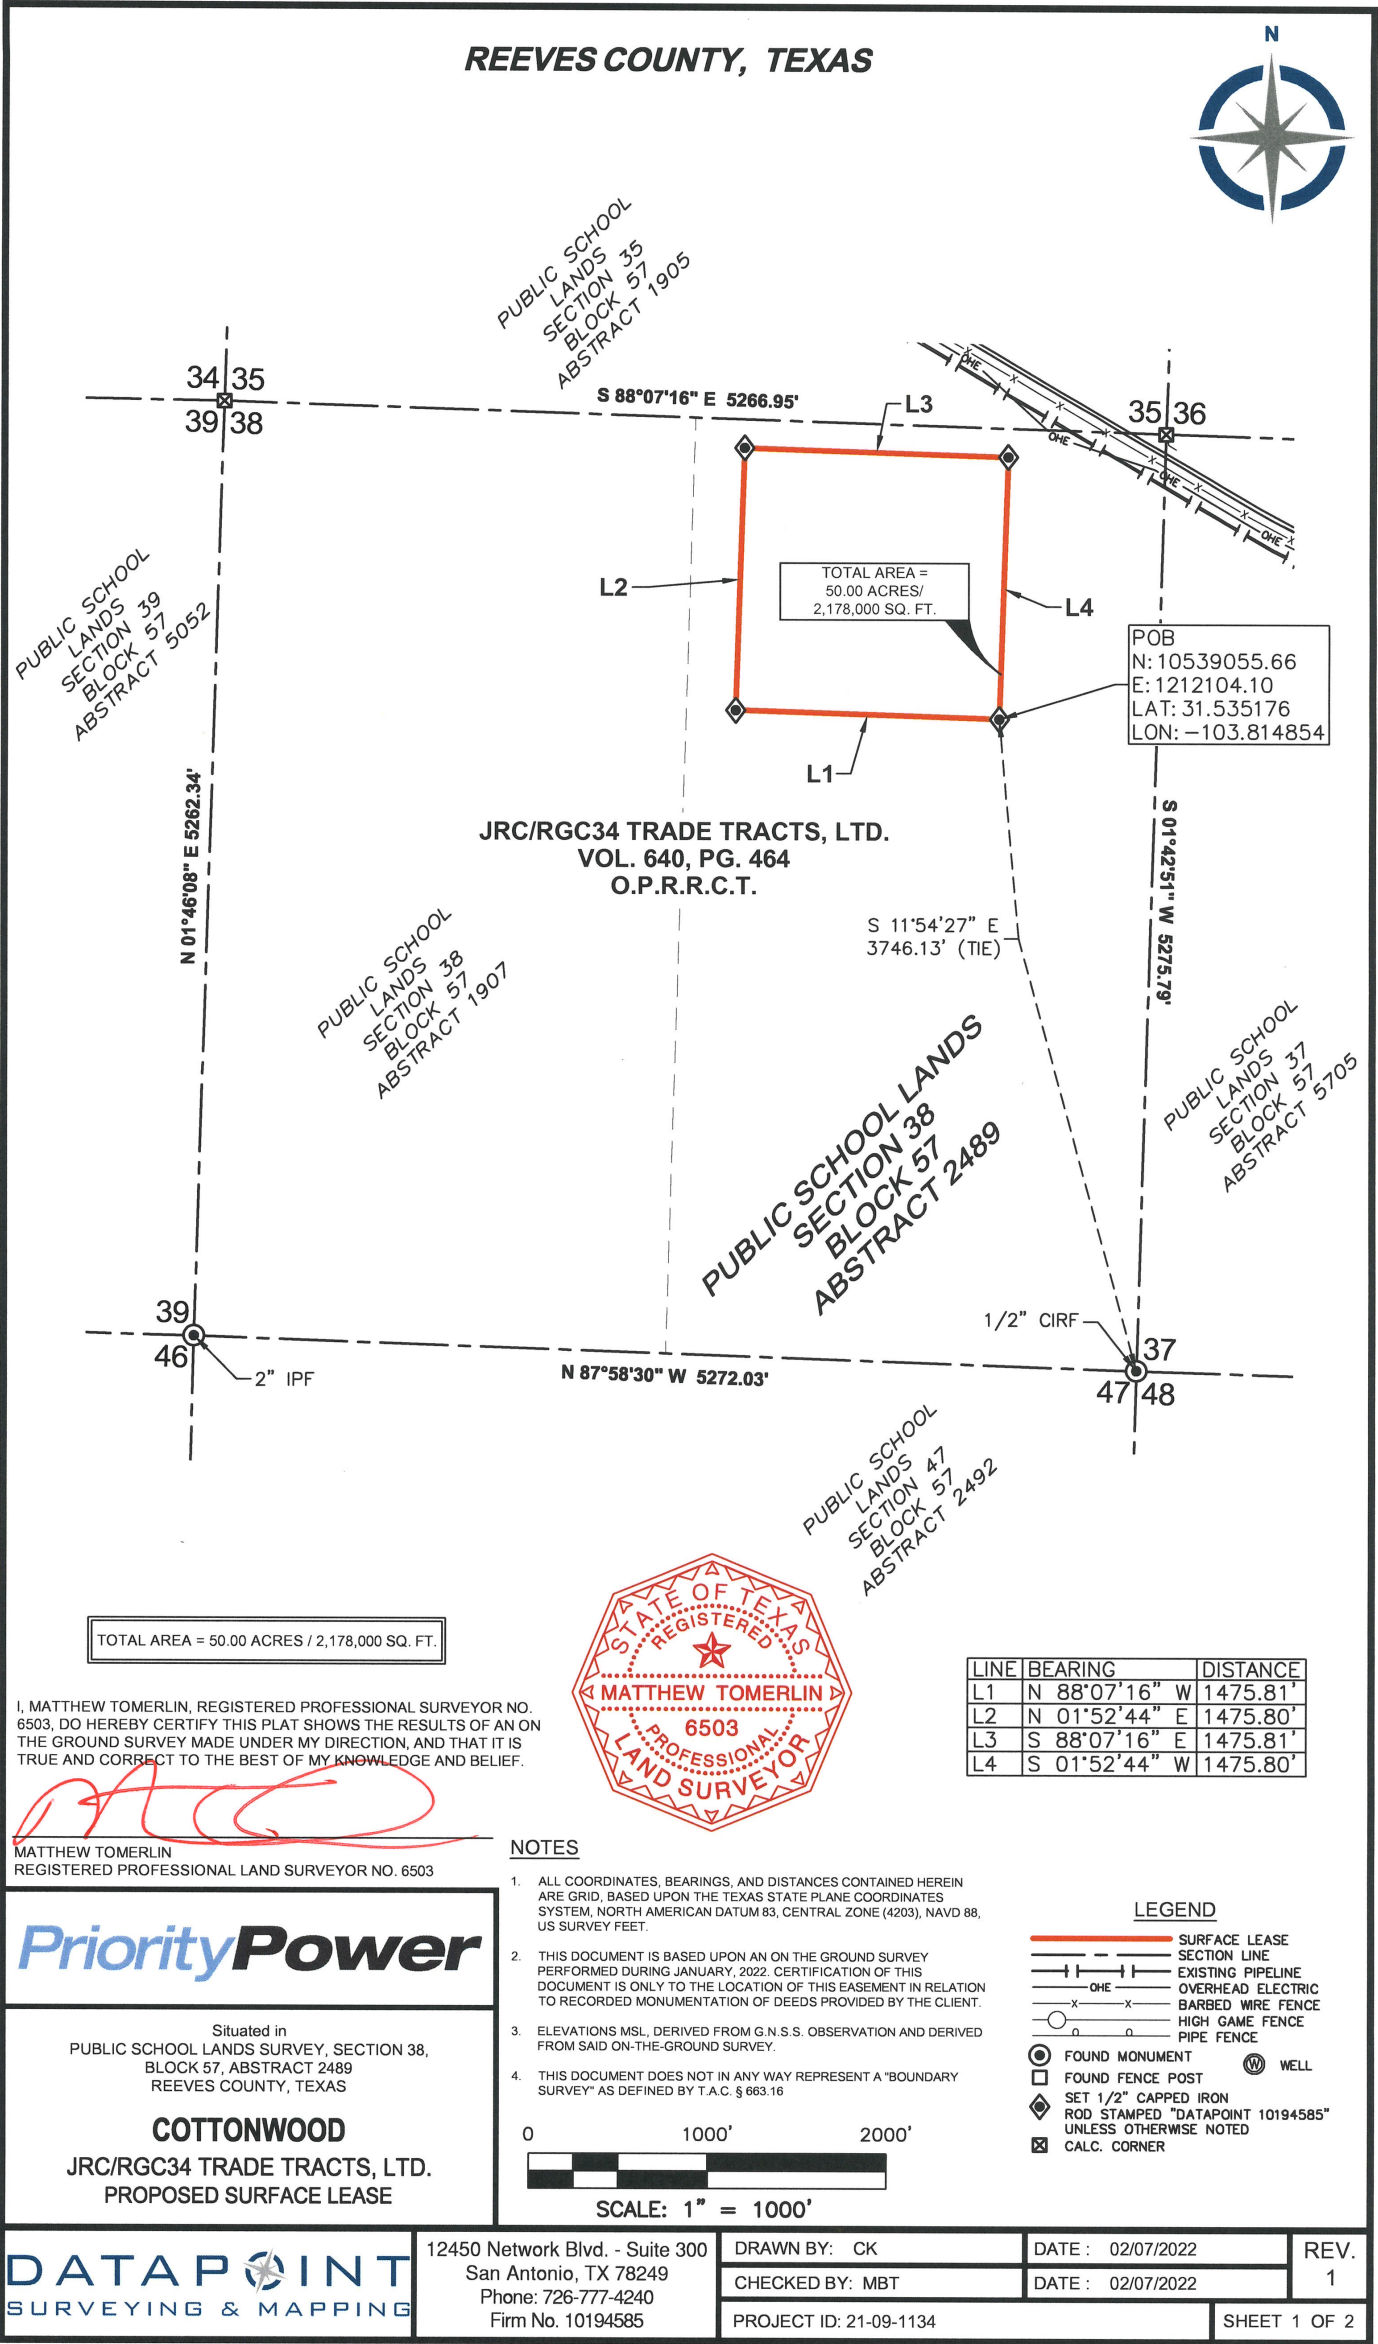 REEVES COUNTY, TEXAS
N
PUBLIC SCHOOL
LANDS
SECTION 35
BLOCK 57
ABSTRACT 1905
34 35
39 38
S 88°07'16" E 5266.95'
L3
35 36
OHE
OHE
OHE
OHE
L2
TOTAL AREA =
50.00 ACRES/
2,178,000 SQ. FT.
L4
POB
N: 10539055.66
E: 1212104.10
LAT: 31.535176
LON: −103.814854
L1
PUBLIC SCHOOL
LANDS
SECTION 39
BLOCK 57
ABSTRACT 5052
N 01°46'08" E 5262.34'
JRC/RGC34 TRADE TRACTS, LTD.
VOL. 640, PG. 464
O.P.R.R.C.T.
S 01°42'51" W 5275.79'
S 11°54'27" E
3746.13' (TIE)
PUBLIC SCHOOL
LANDS
SECTION 38
BLOCK 57
ABSTRACT 1907
PUBLIC SCHOOL LANDS
SECTION 38
BLOCK 57
ABSTRACT 2489
PUBLIC SCHOOL
LANDS
SECTION 37
BLOCK 57
ABSTRACT 5705
39
46
2" IPF
N 87°58'30" W 5272.03'
1/2" CIRF
37
47 48
PUBLIC SCHOOL
LANDS
SECTION 47
BLOCK 57
ABSTRACT 2492
TOTAL AREA = 50.00 ACRES / 2,178,000 SQ. FT.
STATE OF TEXAS
REGISTERED
MATTHEW TOMERLIN
6503
PROFESSIONAL
LAND SURVEYOR
LINE BEARING DISTANCE
L1 N 88°07'16" W 1475.81'
L2 N 01°52'44" E 1475.80'
L3 S 88°07'16" E 1475.81'
L4 S 01°52'44" W 1475.80'
I, MATTHEW TOMERLIN, REGISTERED PROFESSIONAL SURVEYOR NO.
6503, DO HEREBY CERTIFY THIS PLAT SHOWS THE RESULTS OF AN ON
THE GROUND SURVEY MADE UNDER MY DIRECTION, AND THAT IT IS
TRUE AND CORRECT TO THE BEST OF MY KNOWLEDGE AND BELIEF.
MATTHEW TOMERLIN
REGISTERED PROFESSIONAL LAND SURVEYOR NO. 6503
PriorityPower
Situated in
PUBLIC SCHOOL LANDS SURVEY, SECTION 38,
BLOCK 57, ABSTRACT 2489
REEVES COUNTY, TEXAS
COTTONWOOD
JRC/RGC34 TRADE TRACTS, LTD.
PROPOSED SURFACE LEASE
NOTES
1. ALL COORDINATES, BEARINGS, AND DISTANCES CONTAINED HEREIN
ARE GRID, BASED UPON THE TEXAS STATE PLANE COORDINATES
SYSTEM, NORTH AMERICAN DATUM 83, CENTRAL ZONE (4203), NAVD 88,
US SURVEY FEET.
2. THIS DOCUMENT IS BASED UPON AN ON THE GROUND SURVEY
PERFORMED DURING JANUARY, 2022. CERTIFICATION OF THIS
DOCUMENT IS ONLY TO THE LOCATION OF THIS EASEMENT IN RELATION
TO RECORDED MONUMENTATION OF DEEDS PROVIDED BY THE CLIENT.
3. ELEVATIONS MSL, DERIVED FROM G.N.S.S. OBSERVATION AND DERIVED
FROM SAID ON-THE-GROUND SURVEY.
4. THIS DOCUMENT DOES NOT IN ANY WAY REPRESENT A "BOUNDARY
SURVEY" AS DEFINED BY T.A.C. § 663.16
0 1000' 2000'
SCALE: 1" = 1000'
LEGEND
SURFACE LEASE
SECTION LINE
EXISTING PIPELINE
OHE OVERHEAD ELECTRIC
BARBED WIRE FENCE
HIGH GAME FENCE
PIPE FENCE
FOUND MONUMENT
W WELL
FOUND FENCE POST
SET 1/2" CAPPED IRON
ROD STAMPED "DATAPOINT 10194585"
UNLESS OTHERWISE NOTED
CALC. CORNER
DATAPOINT
SURVEYING & MAPPING
12450 Network Blvd. - Suite 300
San Antonio, TX 78249
Phone: 726-777-4240
Firm No. 10194585
DRAWN BY: CK
DATE : 02/07/2022
CHECKED BY: MBT
DATE : 02/07/2022
REV.
1
PROJECT ID: 21-09-1134
SHEET 1 OF 2